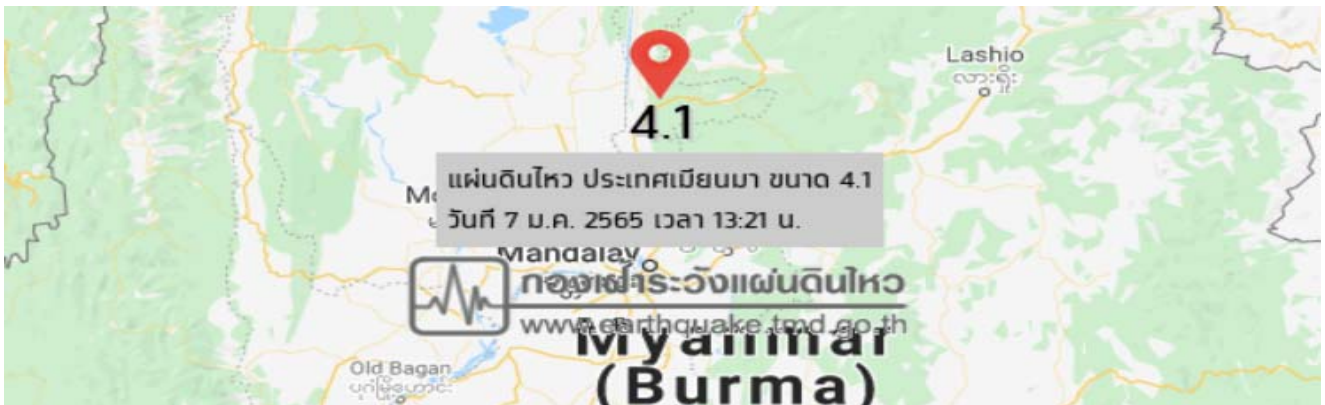 Lashio
လားရှိုး
4.1
แผ่นดินไหว ประเทศเมียนมา ขนาด 4.1
วันที่ 7 ม.ค. 2565 เวลา 13:21 น.
Mandalay
กองเฝ้าระวังแผ่นดินไหว
www.earthquake.tmd.go.th
Myanmar
(Burma)
Old Bagan